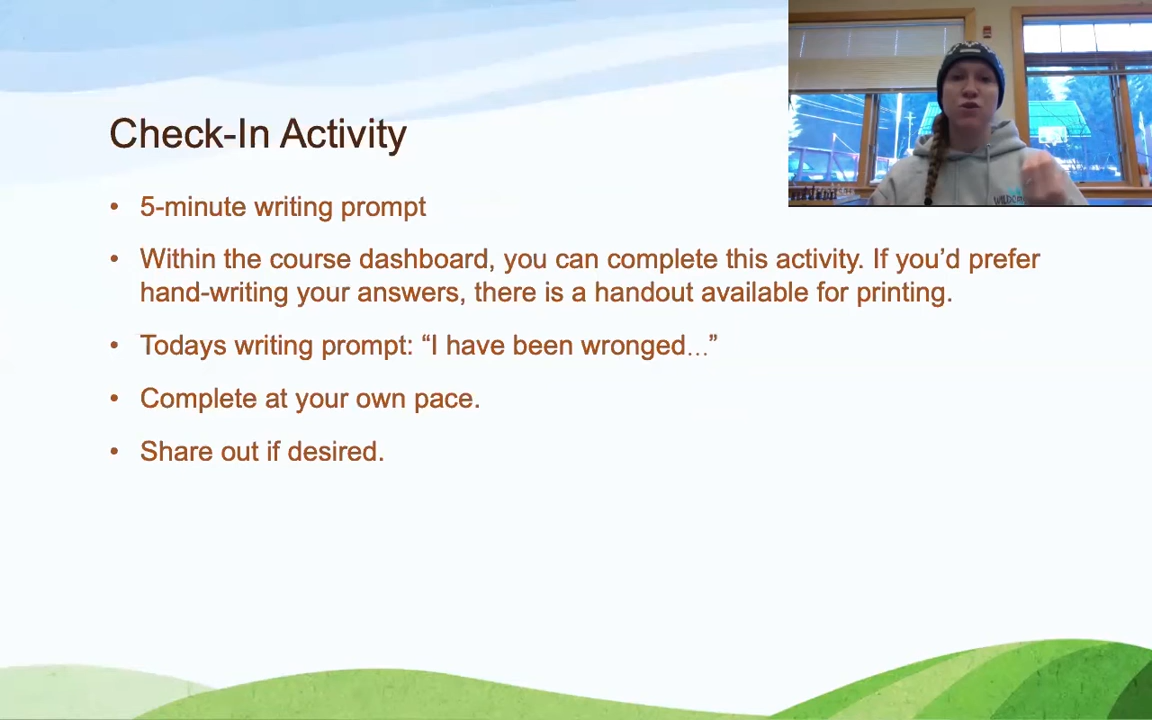 Check-In Activity
• 5-minute writing prompt
• Within the course dashboard, you can complete this activity. If you’d prefer
hand-writing your answers, there is a handout available for printing.
• Todays writing prompt: “I have been wronged…”
• Complete at your own pace.
• Share out if desired.